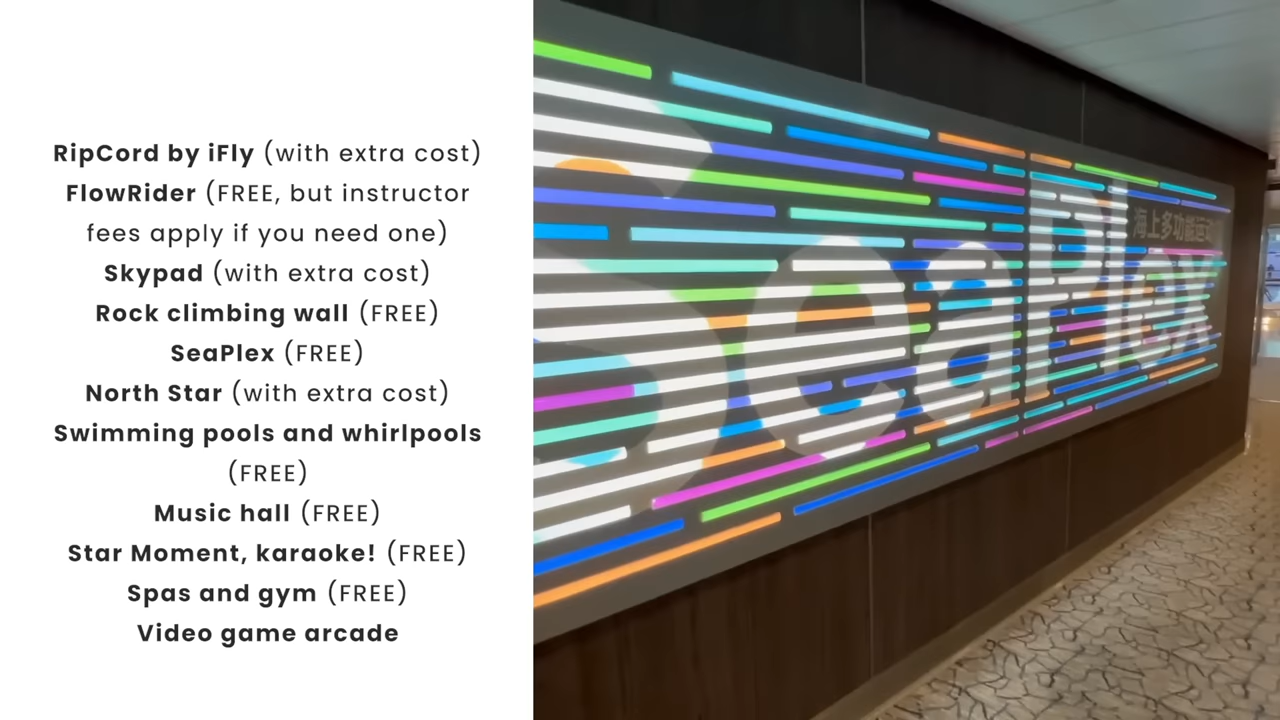 RipCord by iFly (with extra cost)
FlowRider (FREE, but instructor
fees apply if you need one)
Skypad (with extra cost)
Rock climbing wall (FREE)
SeaPlex (FREE)
North Star (with extra cost)
Swimming pools and whirlpools
(FREE)
Music hall (FREE)
Star Moment, karaoke! (FREE)
Spas and gym (FREE)
Video game arcade
SeaPlex
海上多功能运动